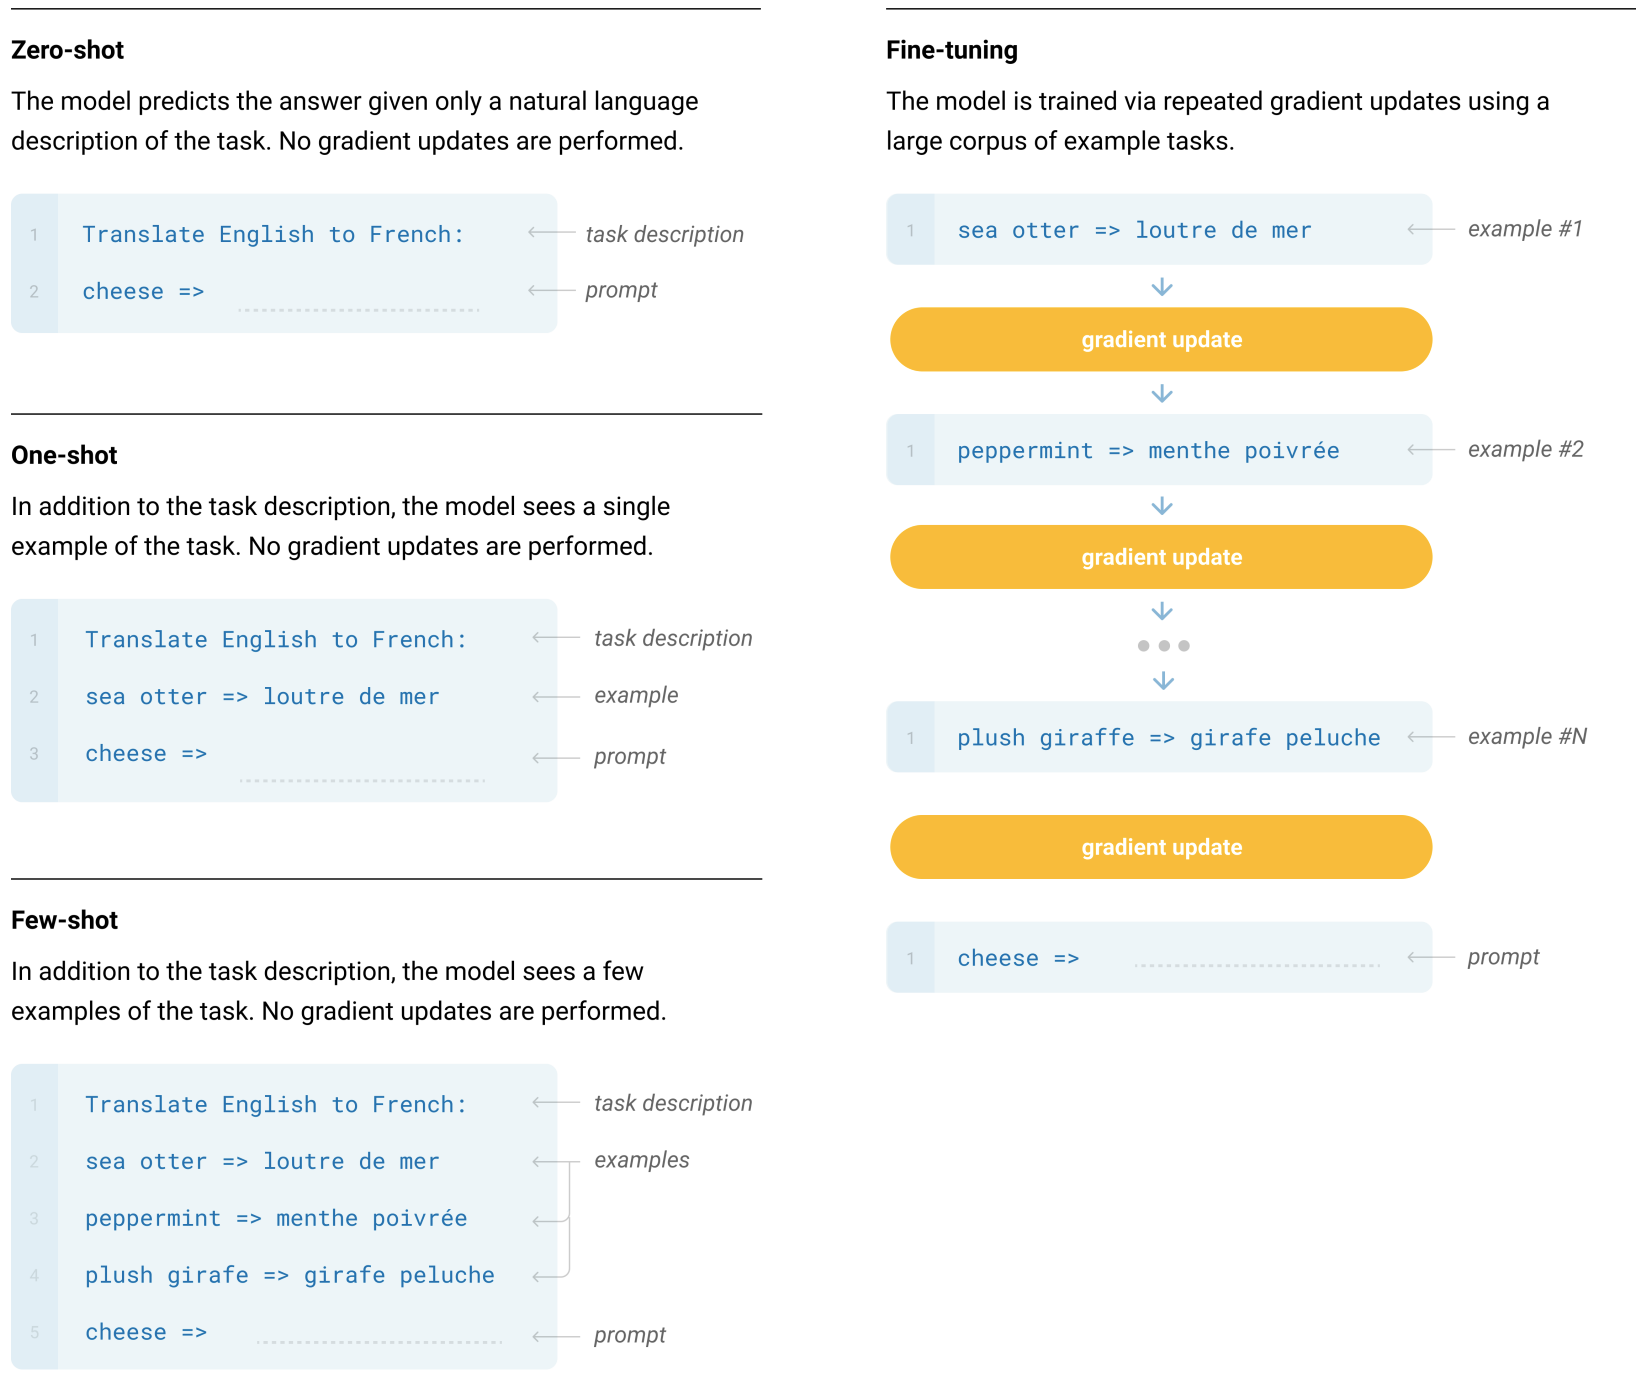 Zero-shot
The model predicts the answer given only a natural language
description of the task. No gradient updates are performed.
1 Translate English to French: task description
2 cheese => prompt
One-shot
In addition to the task description, the model sees a single
example of the task. No gradient updates are performed.
1 Translate English to French: task description
2 sea otter => loutre de mer example
3 cheese => prompt
Few-shot
In addition to the task description, the model sees a few
examples of the task. No gradient updates are performed.
1 Translate English to French: task description
2 sea otter => loutre de mer examples
3 peppermint => menthe poivrée
4 plush girafe => girafe peluche
5 cheese => prompt
Fine-tuning
The model is trained via repeated gradient updates using a
large corpus of example tasks.
1 sea otter => loutre de mer example #1
gradient update
1 peppermint => menthe poivrée example #2
gradient update
1 plush giraffe => girafe peluche example #N
gradient update
1 cheese => prompt